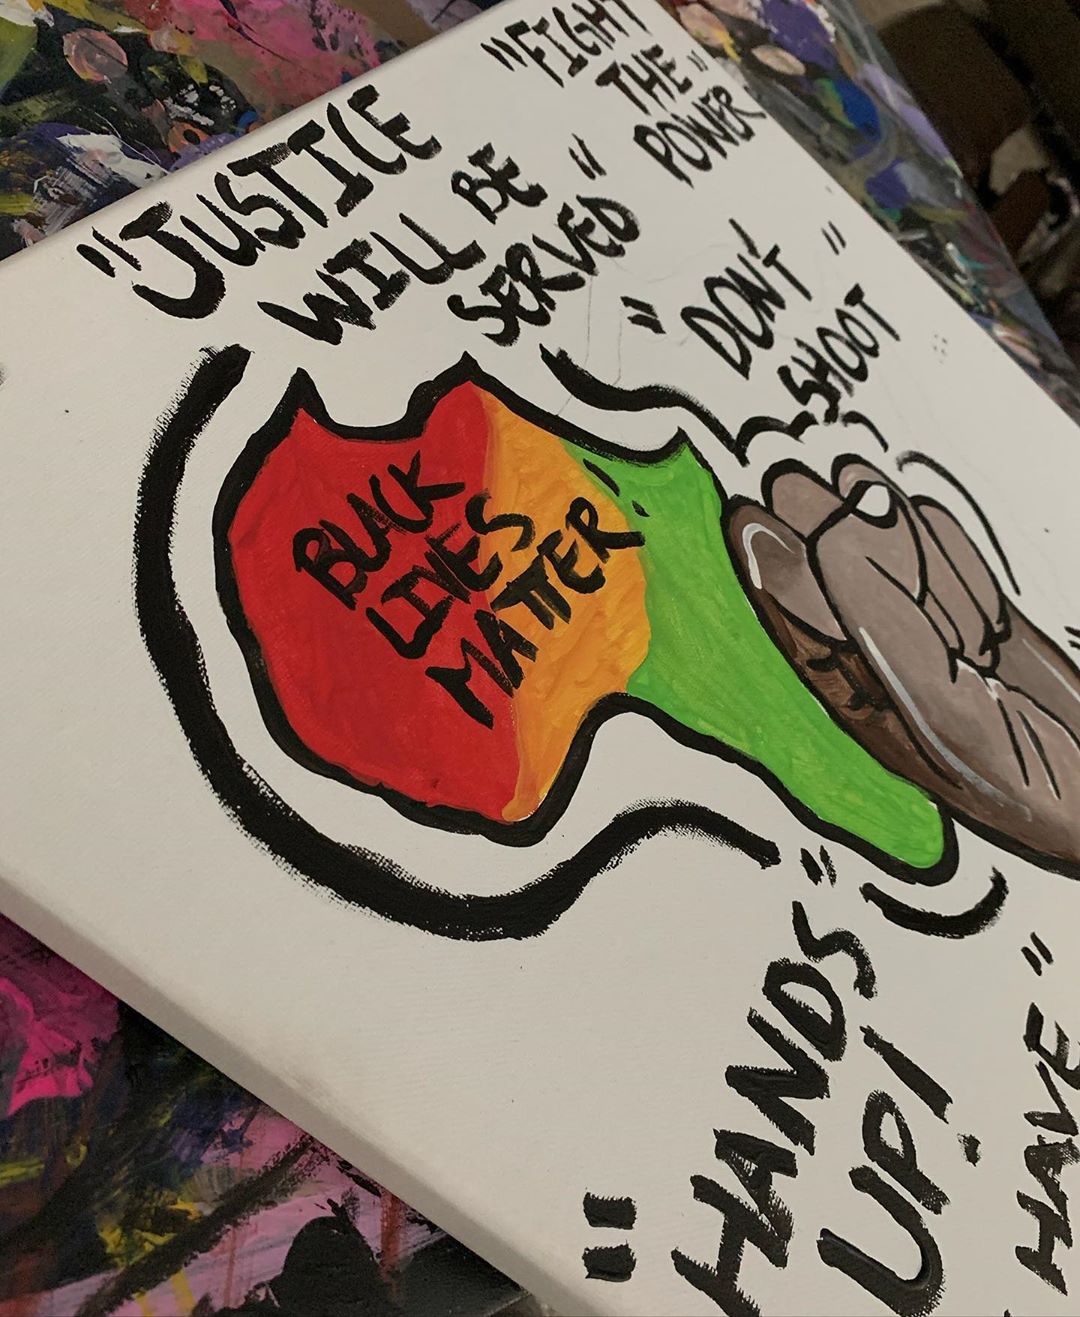 "FIGHT
THE"
POWER
"JUSTICE
WILL BE
SERVED"
"DON'T"
SHOOT
BLACK
LIVES
MATTER!
"HANDS"
UP!
HAVE"